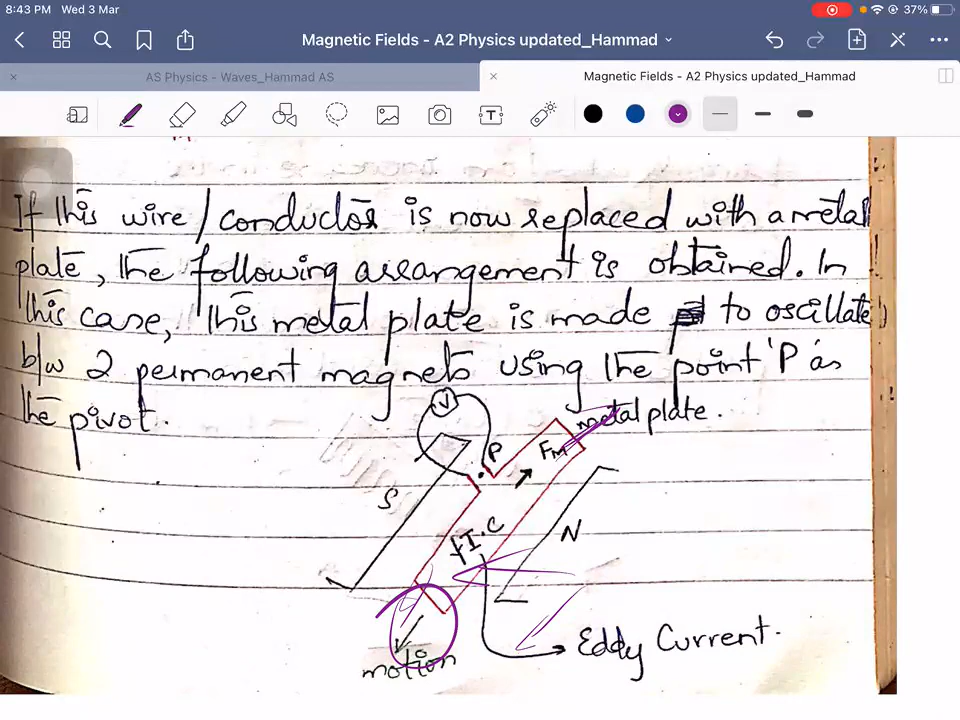 8:43 PM Wed 3 Mar
37%
Magnetic Fields - A2 Physics updated_Hammad
AS Physics - Waves_Hammad AS
Magnetic Fields - A2 Physics updated_Hammad
If this wire/conductor is now replaced with a metal
plate, the following arrangement is obtained. In
this case, this metal plate is made to oscillate
b/w 2 permanent magnets using the point 'P' as
the pivot.
metal plate.
V
P
FM
S
I.C
N
motion
Eddy Current.